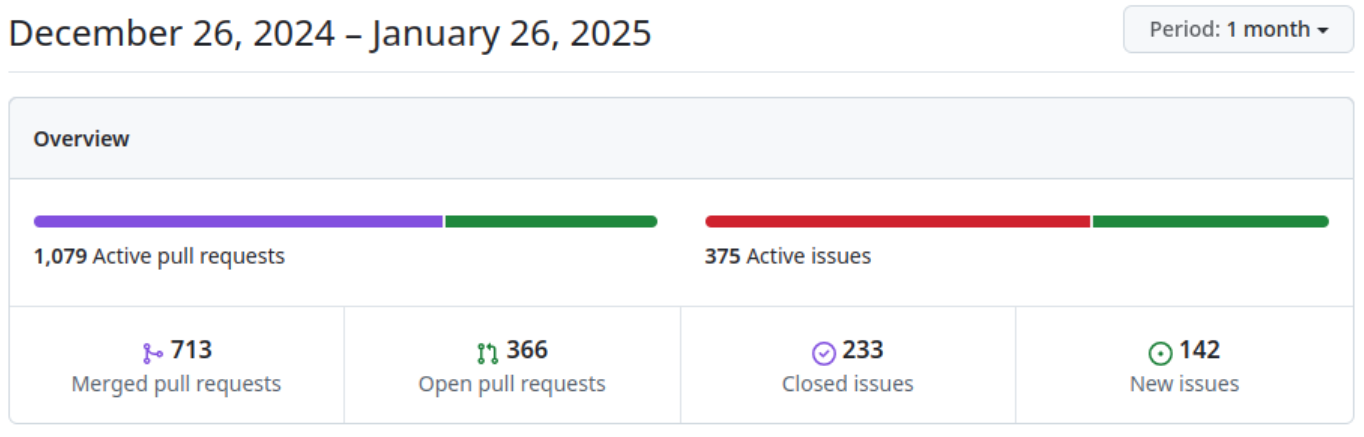 December 26, 2024 – January 26, 2025
Period: 1 month
Overview
1,079 Active pull requests
375 Active issues
713
Merged pull requests
366
Open pull requests
233
Closed issues
142
New issues